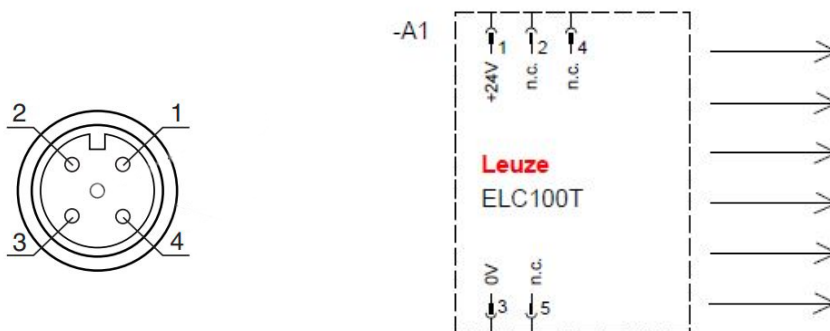 -A1
1 2 4
+24V n.c. n.c.
2 1
Leuze
ELC100T
3 4
0V n.c.
3 5